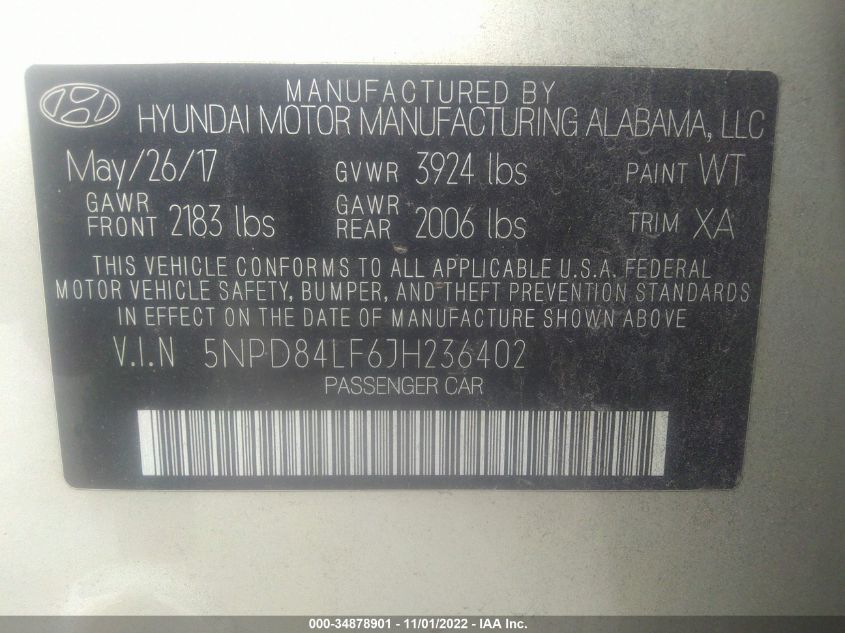 MANUFACTURED BY
HYUNDAI MOTOR MANUFACTURING ALABAMA, LLC
May/26/17 GVWR 3924 lbs PAINT WT
GAWR FRONT 2183 lbs GAWR REAR 2006 lbs TRIM XA
THIS VEHICLE CONFORMS TO ALL APPLICABLE U.S.A. FEDERAL
MOTOR VEHICLE SAFETY, BUMPER, AND THEFT PREVENTION STANDARDS
IN EFFECT ON THE DATE OF MANUFACTURE SHOWN ABOVE
V.I.N 5NPD84LF6JH236402
PASSENGER CAR
000-34878901 - 11/01/2022 - IAA Inc.